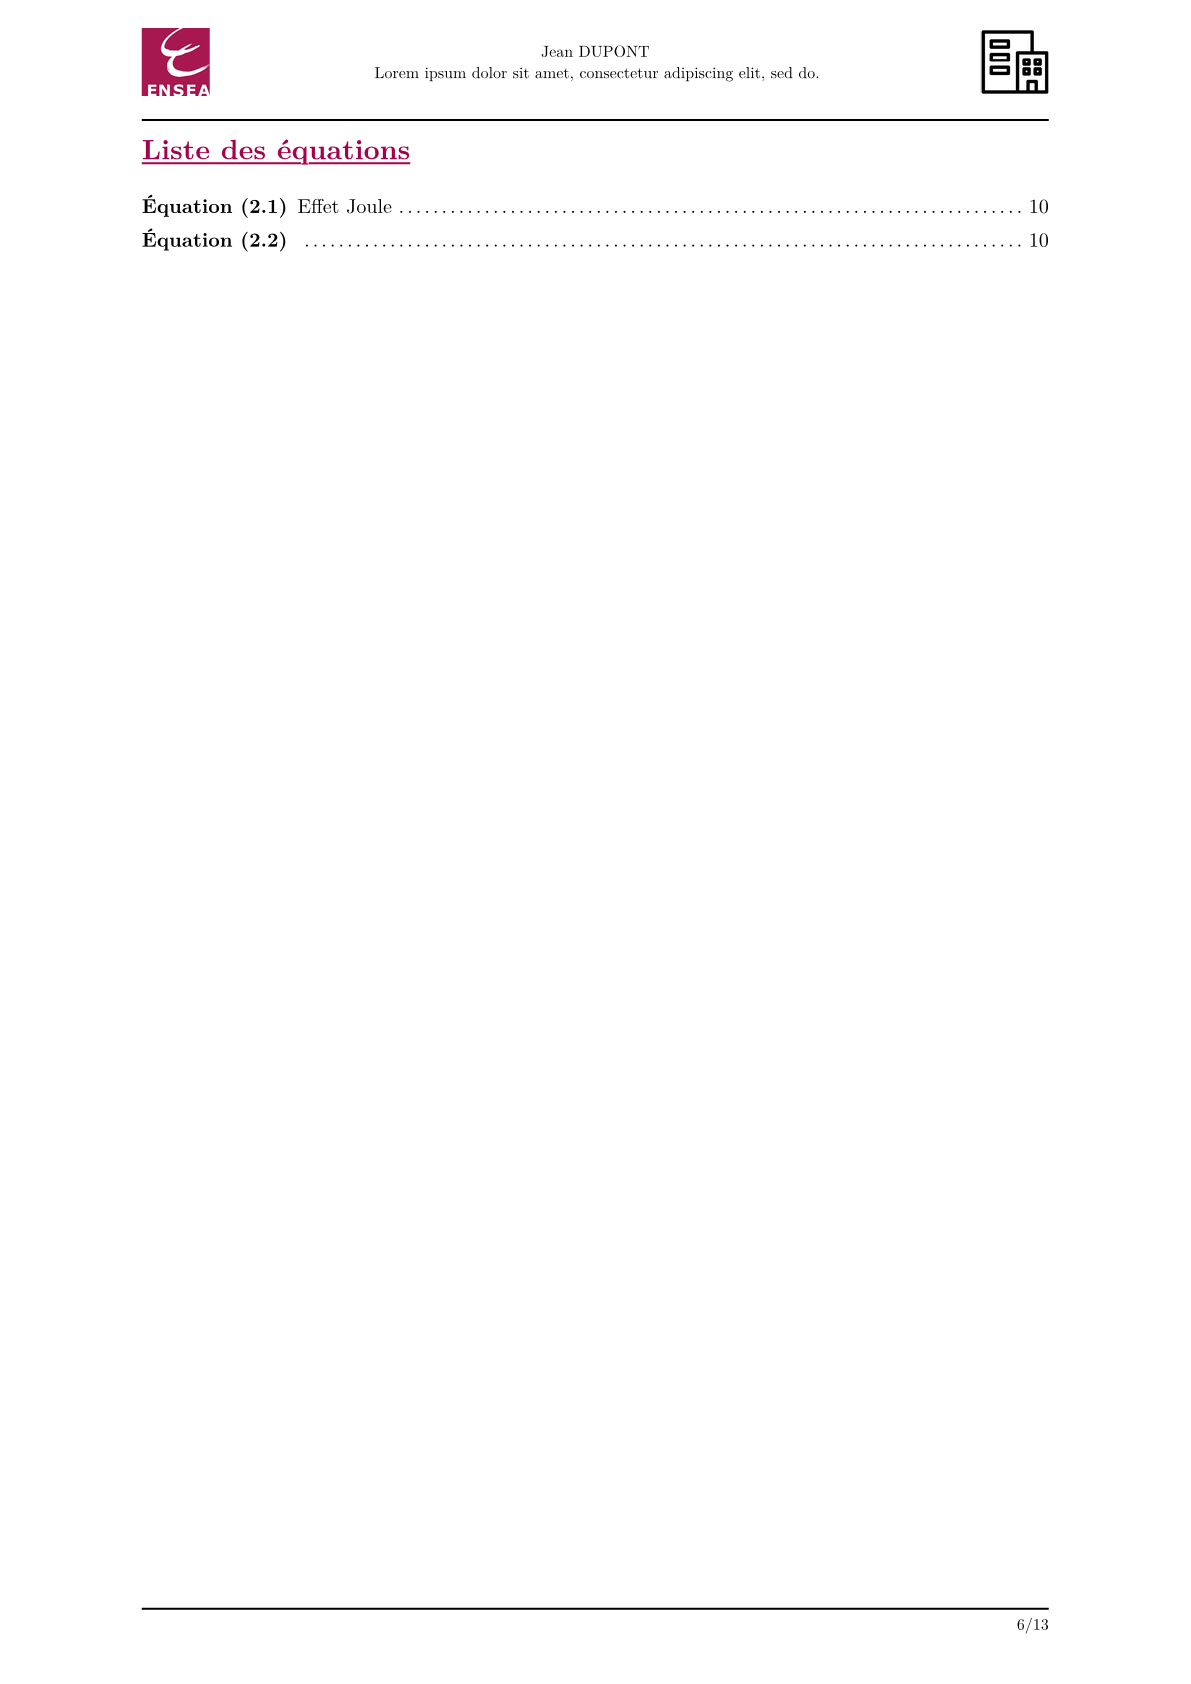 ENSEA
Jean DUPONT
Lorem ipsum dolor sit amet, consectetur adipiscing elit, sed do.
Liste des équations
Équation (2.1) Effet Joule ........................................................................ 10
Équation (2.2) ................................................................................... 10
6/13